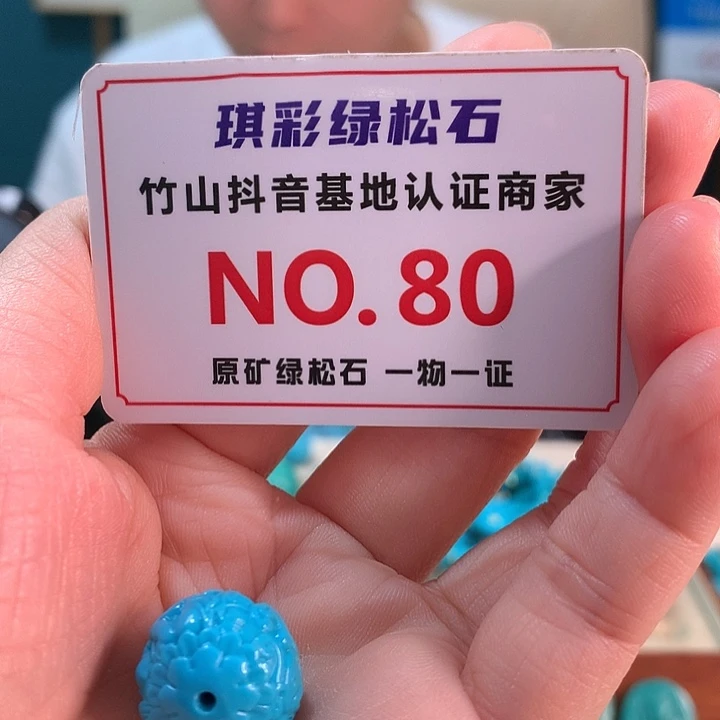 琪彩绿松石
竹山抖音基地认证商家
NO.80
原矿绿松石 一物一证